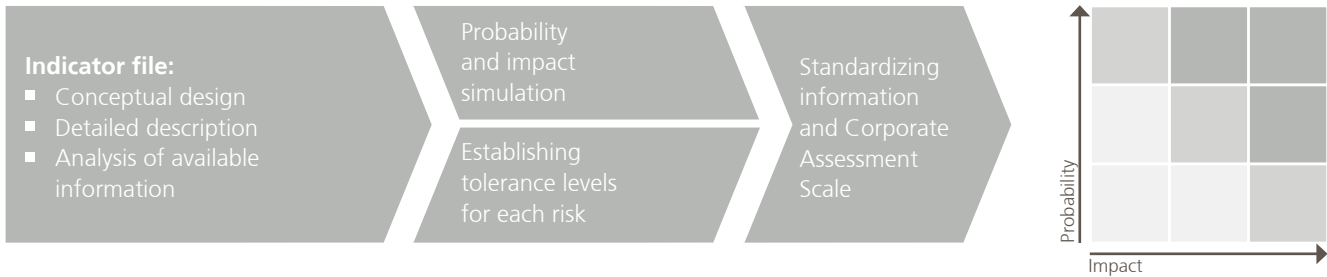 Indicator file:
Conceptual design
Detailed description
Analysis of available
information
Probability
and impact
simulation
Establishing
tolerance levels
for each risk
Standardizing
information
and Corporate
Assessment
Scale
Probability
Impact